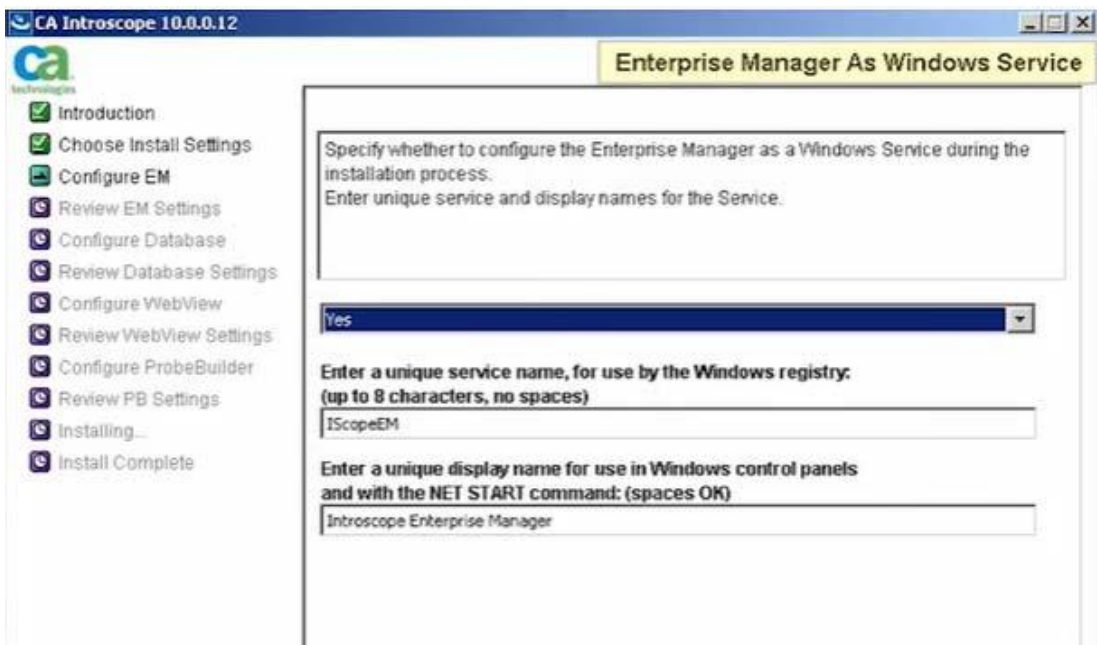 CA Introscope 10.0.0.12
ca
technologies
Enterprise Manager As Windows Service
Introduction
Choose Install Settings
Configure EM
Review EM Settings
Configure Database
Review Database Settings
Configure WebView
Review WebView Settings
Configure ProbeBuilder
Review PB Settings
Installing...
Install Complete
Specify whether to configure the Enterprise Manager as a Windows Service during the
installation process.
Enter unique service and display names for the Service.
Yes
Enter a unique service name, for use by the Windows registry:
(up to 8 characters, no spaces)
IScopeEM
Enter a unique display name for use in Windows control panels
and with the NET START command: (spaces OK)
Introscope Enterprise Manager